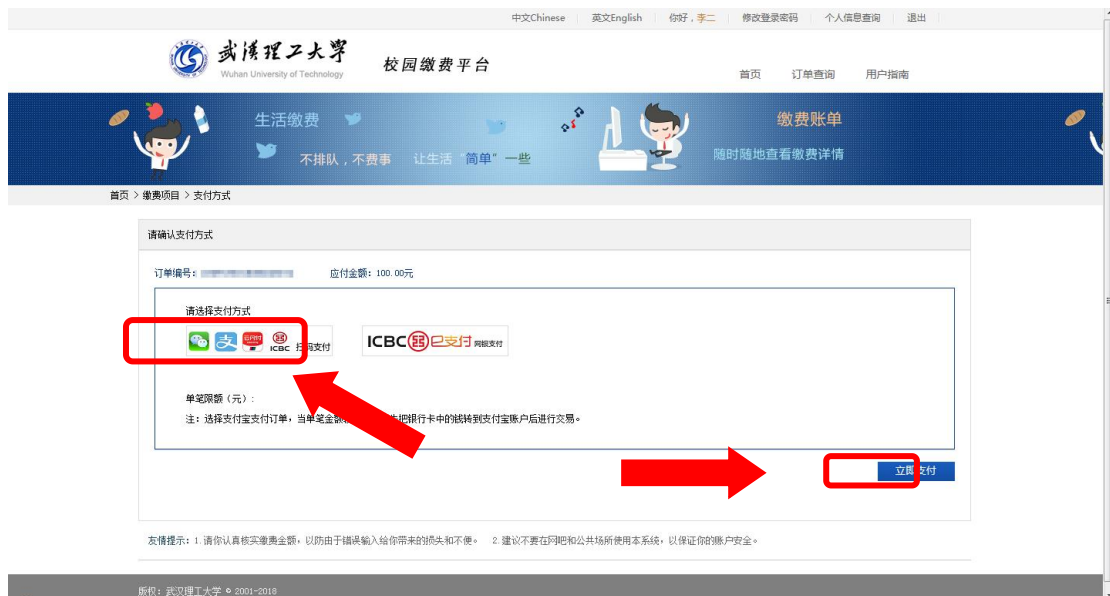 中文Chinese 英文English 你好，李二 修改登录密码 个人信息查询 退出
武汉理工大学
Wuhan University of Technology
校园缴费平台
首页 订单查询 用户指南
生活缴费
不排队，不费事 让生活“简单”一些
缴费账单
随时随地查看缴费详情
首页 > 缴费项目 > 支付方式
请确认支付方式
订单编号： 应付金额：100.00元
请选择支付方式
支 ICBC 支付
ICBC 已支付 网银支付
单笔限额（元）：
注：选择支付宝支付订单，当单笔金额 把银行卡中的钱转到支付宝账户后进行交易。
立即支付
友情提示：1.请你认真核实缴费金额，以防由于错误输入给你带来的损失和不便。 2.建议不要在网吧和公共场所使用本系统，以保证你的账户安全。
版权：武汉理工大学 © 2001-2018